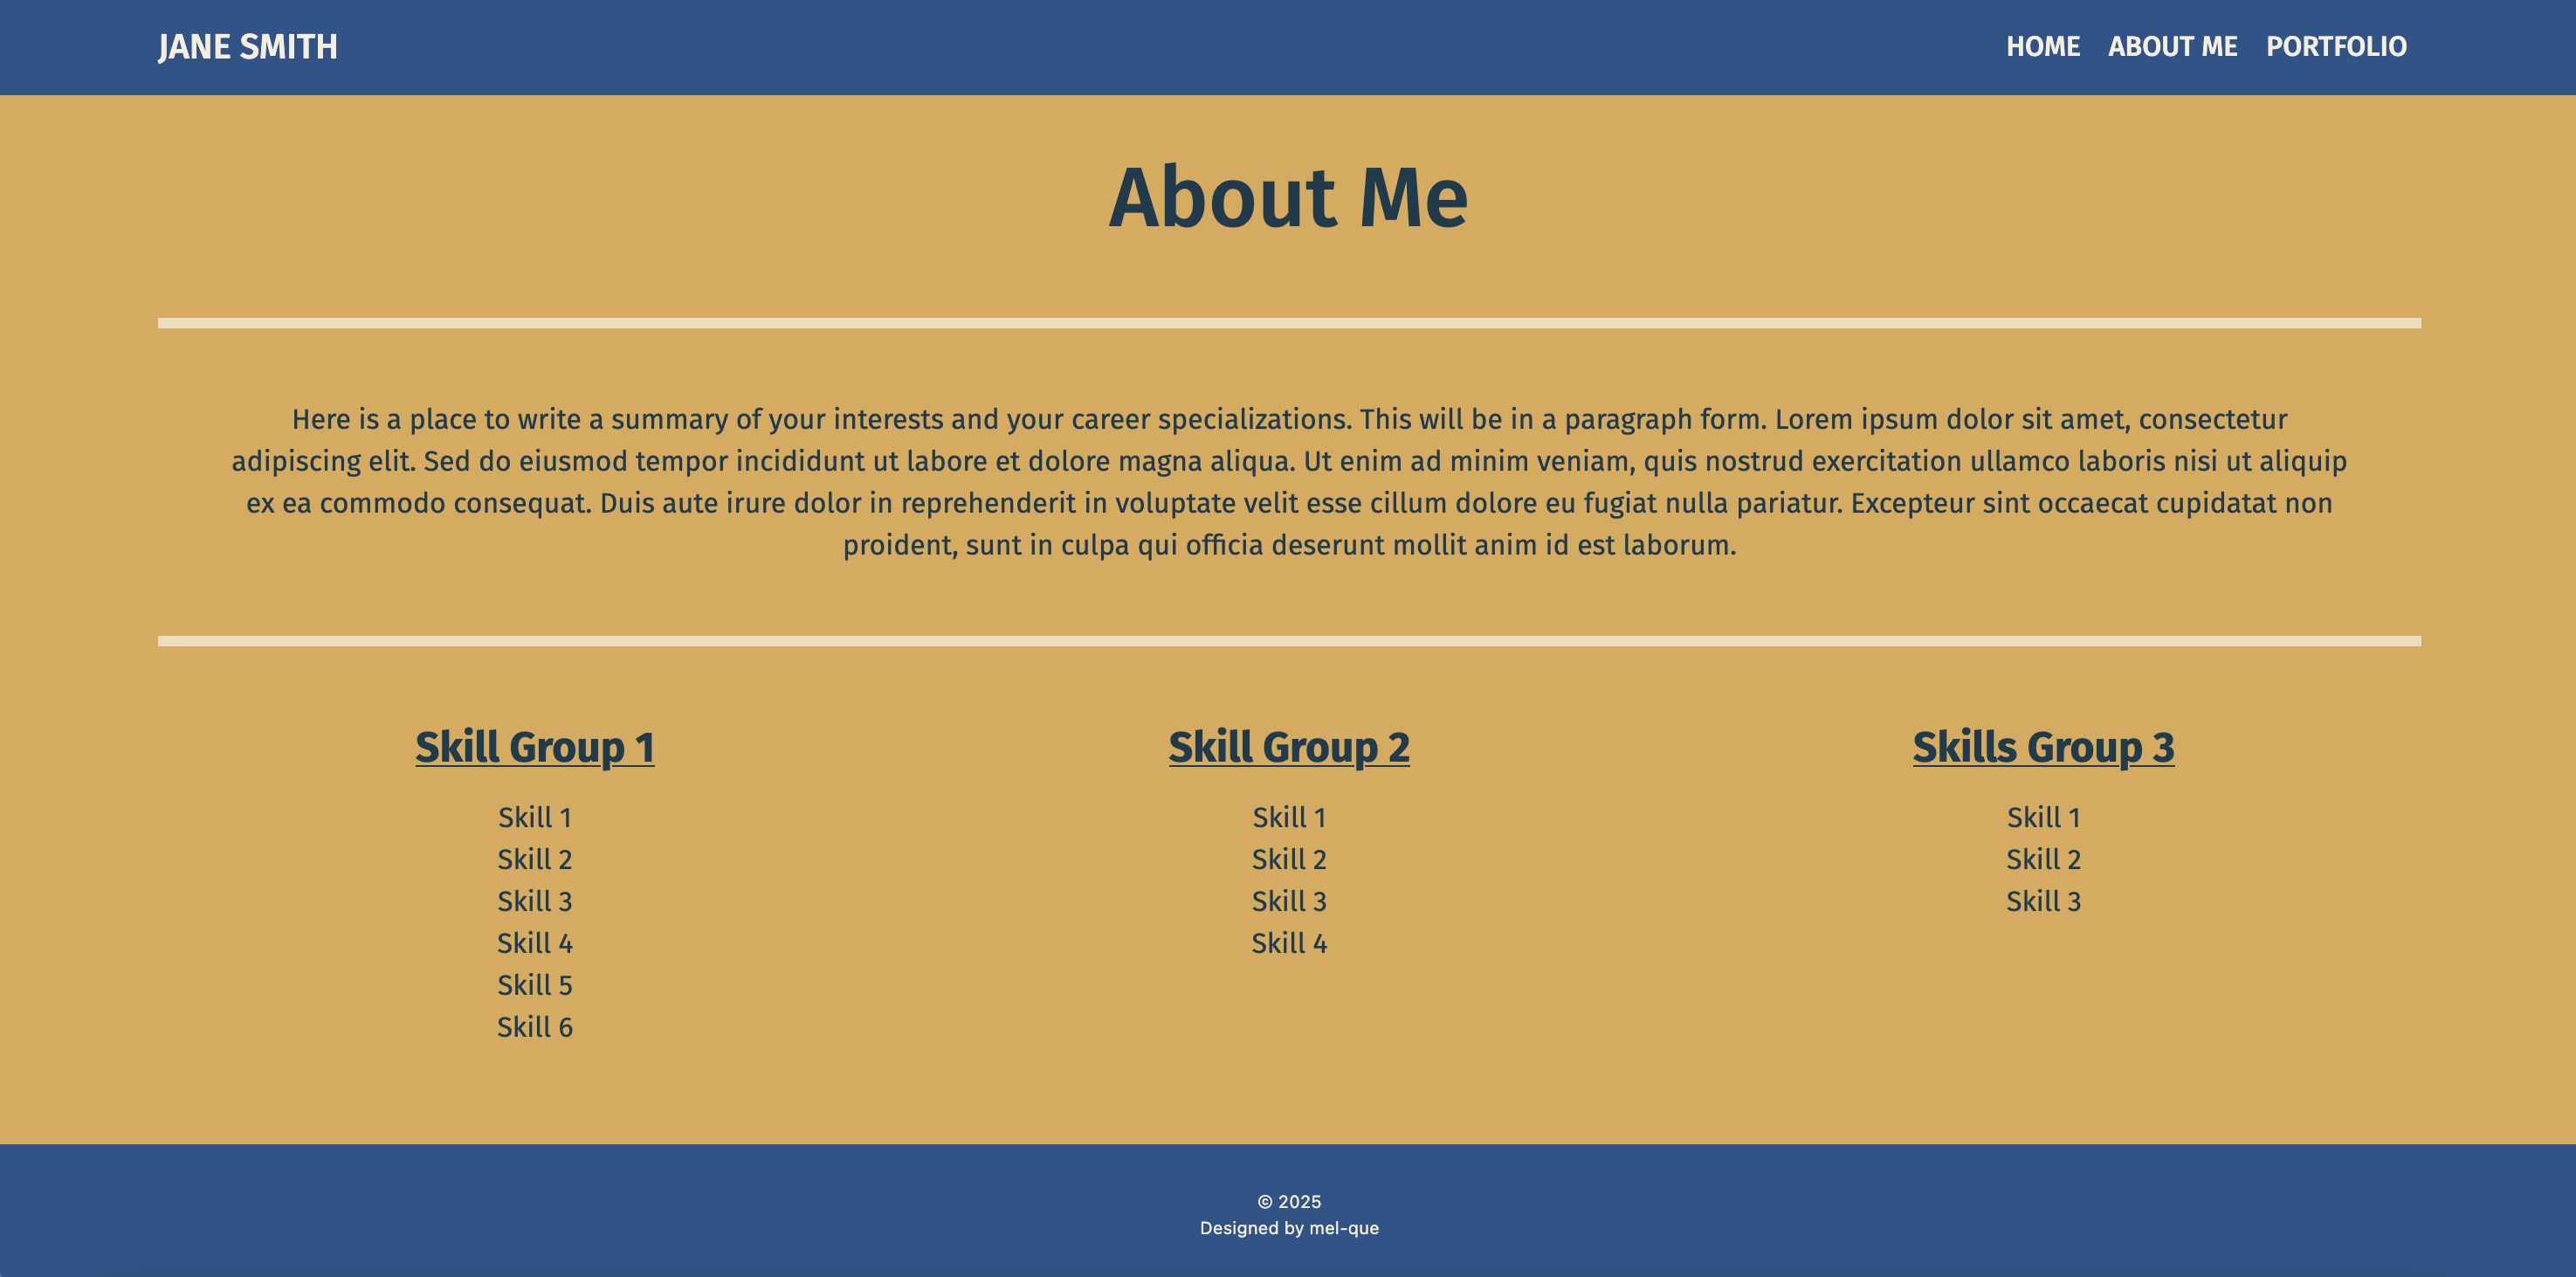 JANE SMITH
HOME ABOUT ME PORTFOLIO
About Me
Here is a place to write a summary of your interests and your career specializations. This will be in a paragraph form. Lorem ipsum dolor sit amet, consectetur
adipiscing elit. Sed do eiusmod tempor incididunt ut labore et dolore magna aliqua. Ut enim ad minim veniam, quis nostrud exercitation ullamco laboris nisi ut aliquip
ex ea commodo consequat. Duis aute irure dolor in reprehenderit in voluptate velit esse cillum dolore eu fugiat nulla pariatur. Excepteur sint occaecat cupidatat non
proident, sunt in culpa qui officia deserunt mollit anim id est laborum.
Skill Group 1
Skill 1
Skill 2
Skill 3
Skill 4
Skill 5
Skill 6
Skill Group 2
Skill 1
Skill 2
Skill 3
Skill 4
Skills Group 3
Skill 1
Skill 2
Skill 3
© 2025
Designed by mel-que